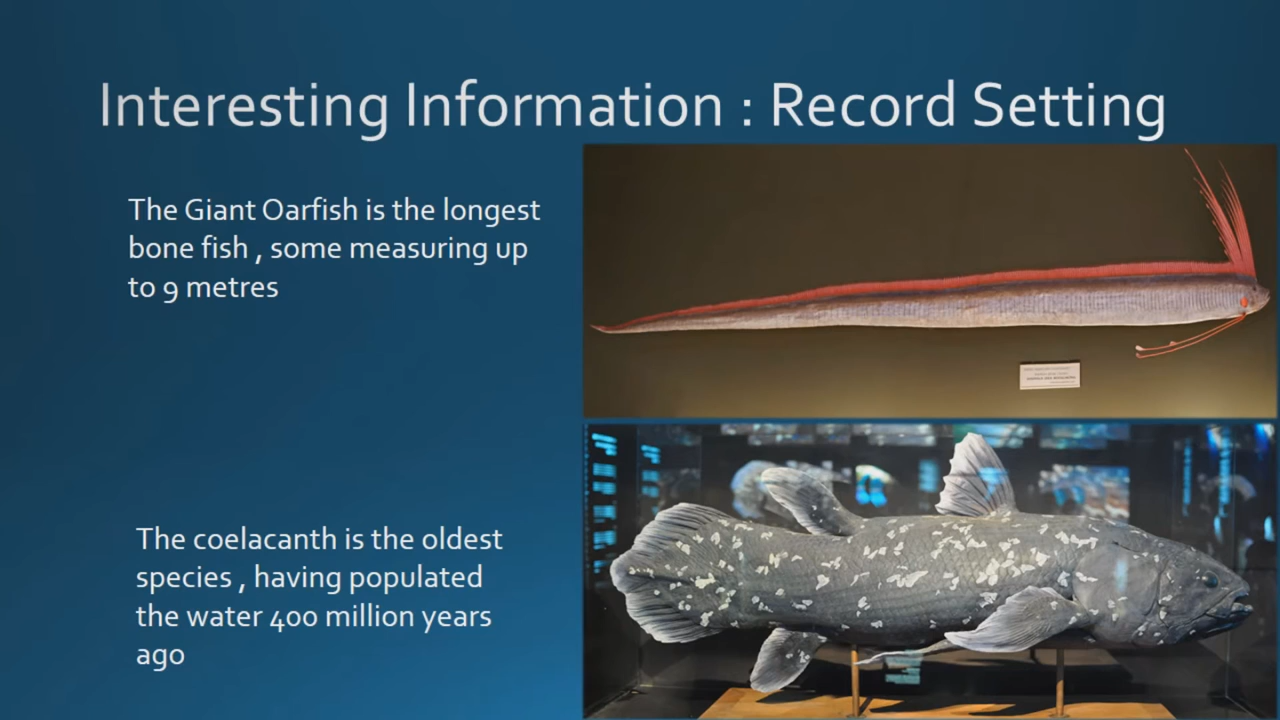 Interesting Information : Record Setting
The Giant Oarfish is the longest
bone fish , some measuring up
to 9 metres
The coelacanth is the oldest
species , having populated
the water 400 million years
ago